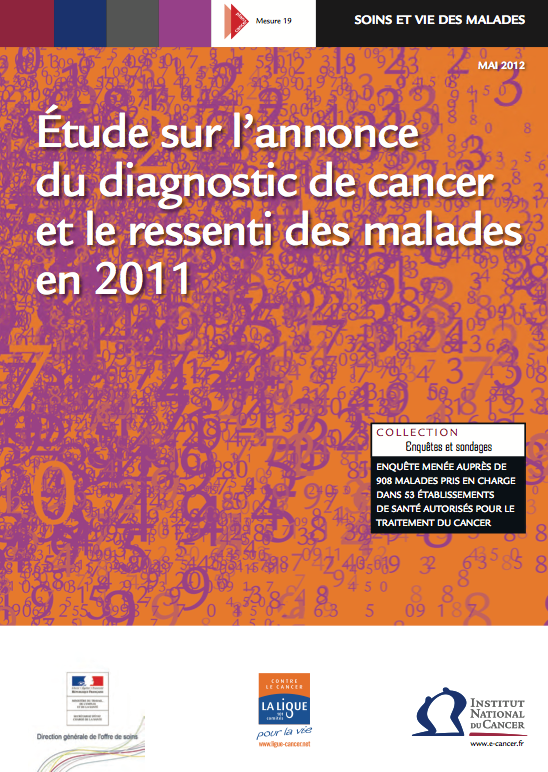 Mesure 19
SOINS ET VIE DES MALADES
MAI 2012
Étude sur l'annonce
du diagnostic de cancer
et le ressenti des malades
en 2011
COLLECTION
Enquêtes et sondages
ENQUÊTE MENÉE AUPRÈS DE
908 MALADES PRIS EN CHARGE
DANS 53 ÉTABLISSEMENTS
DE SANTÉ AUTORISÉS POUR LE
TRAITEMENT DU CANCER
Direction générale de l'offre de soins
CONTRE
LE CANCER
LA LIGUE
pour la vie
www.ligue-cancer.net
INSTITUT
NATIONAL
DU CANCER
www.e-cancer.fr